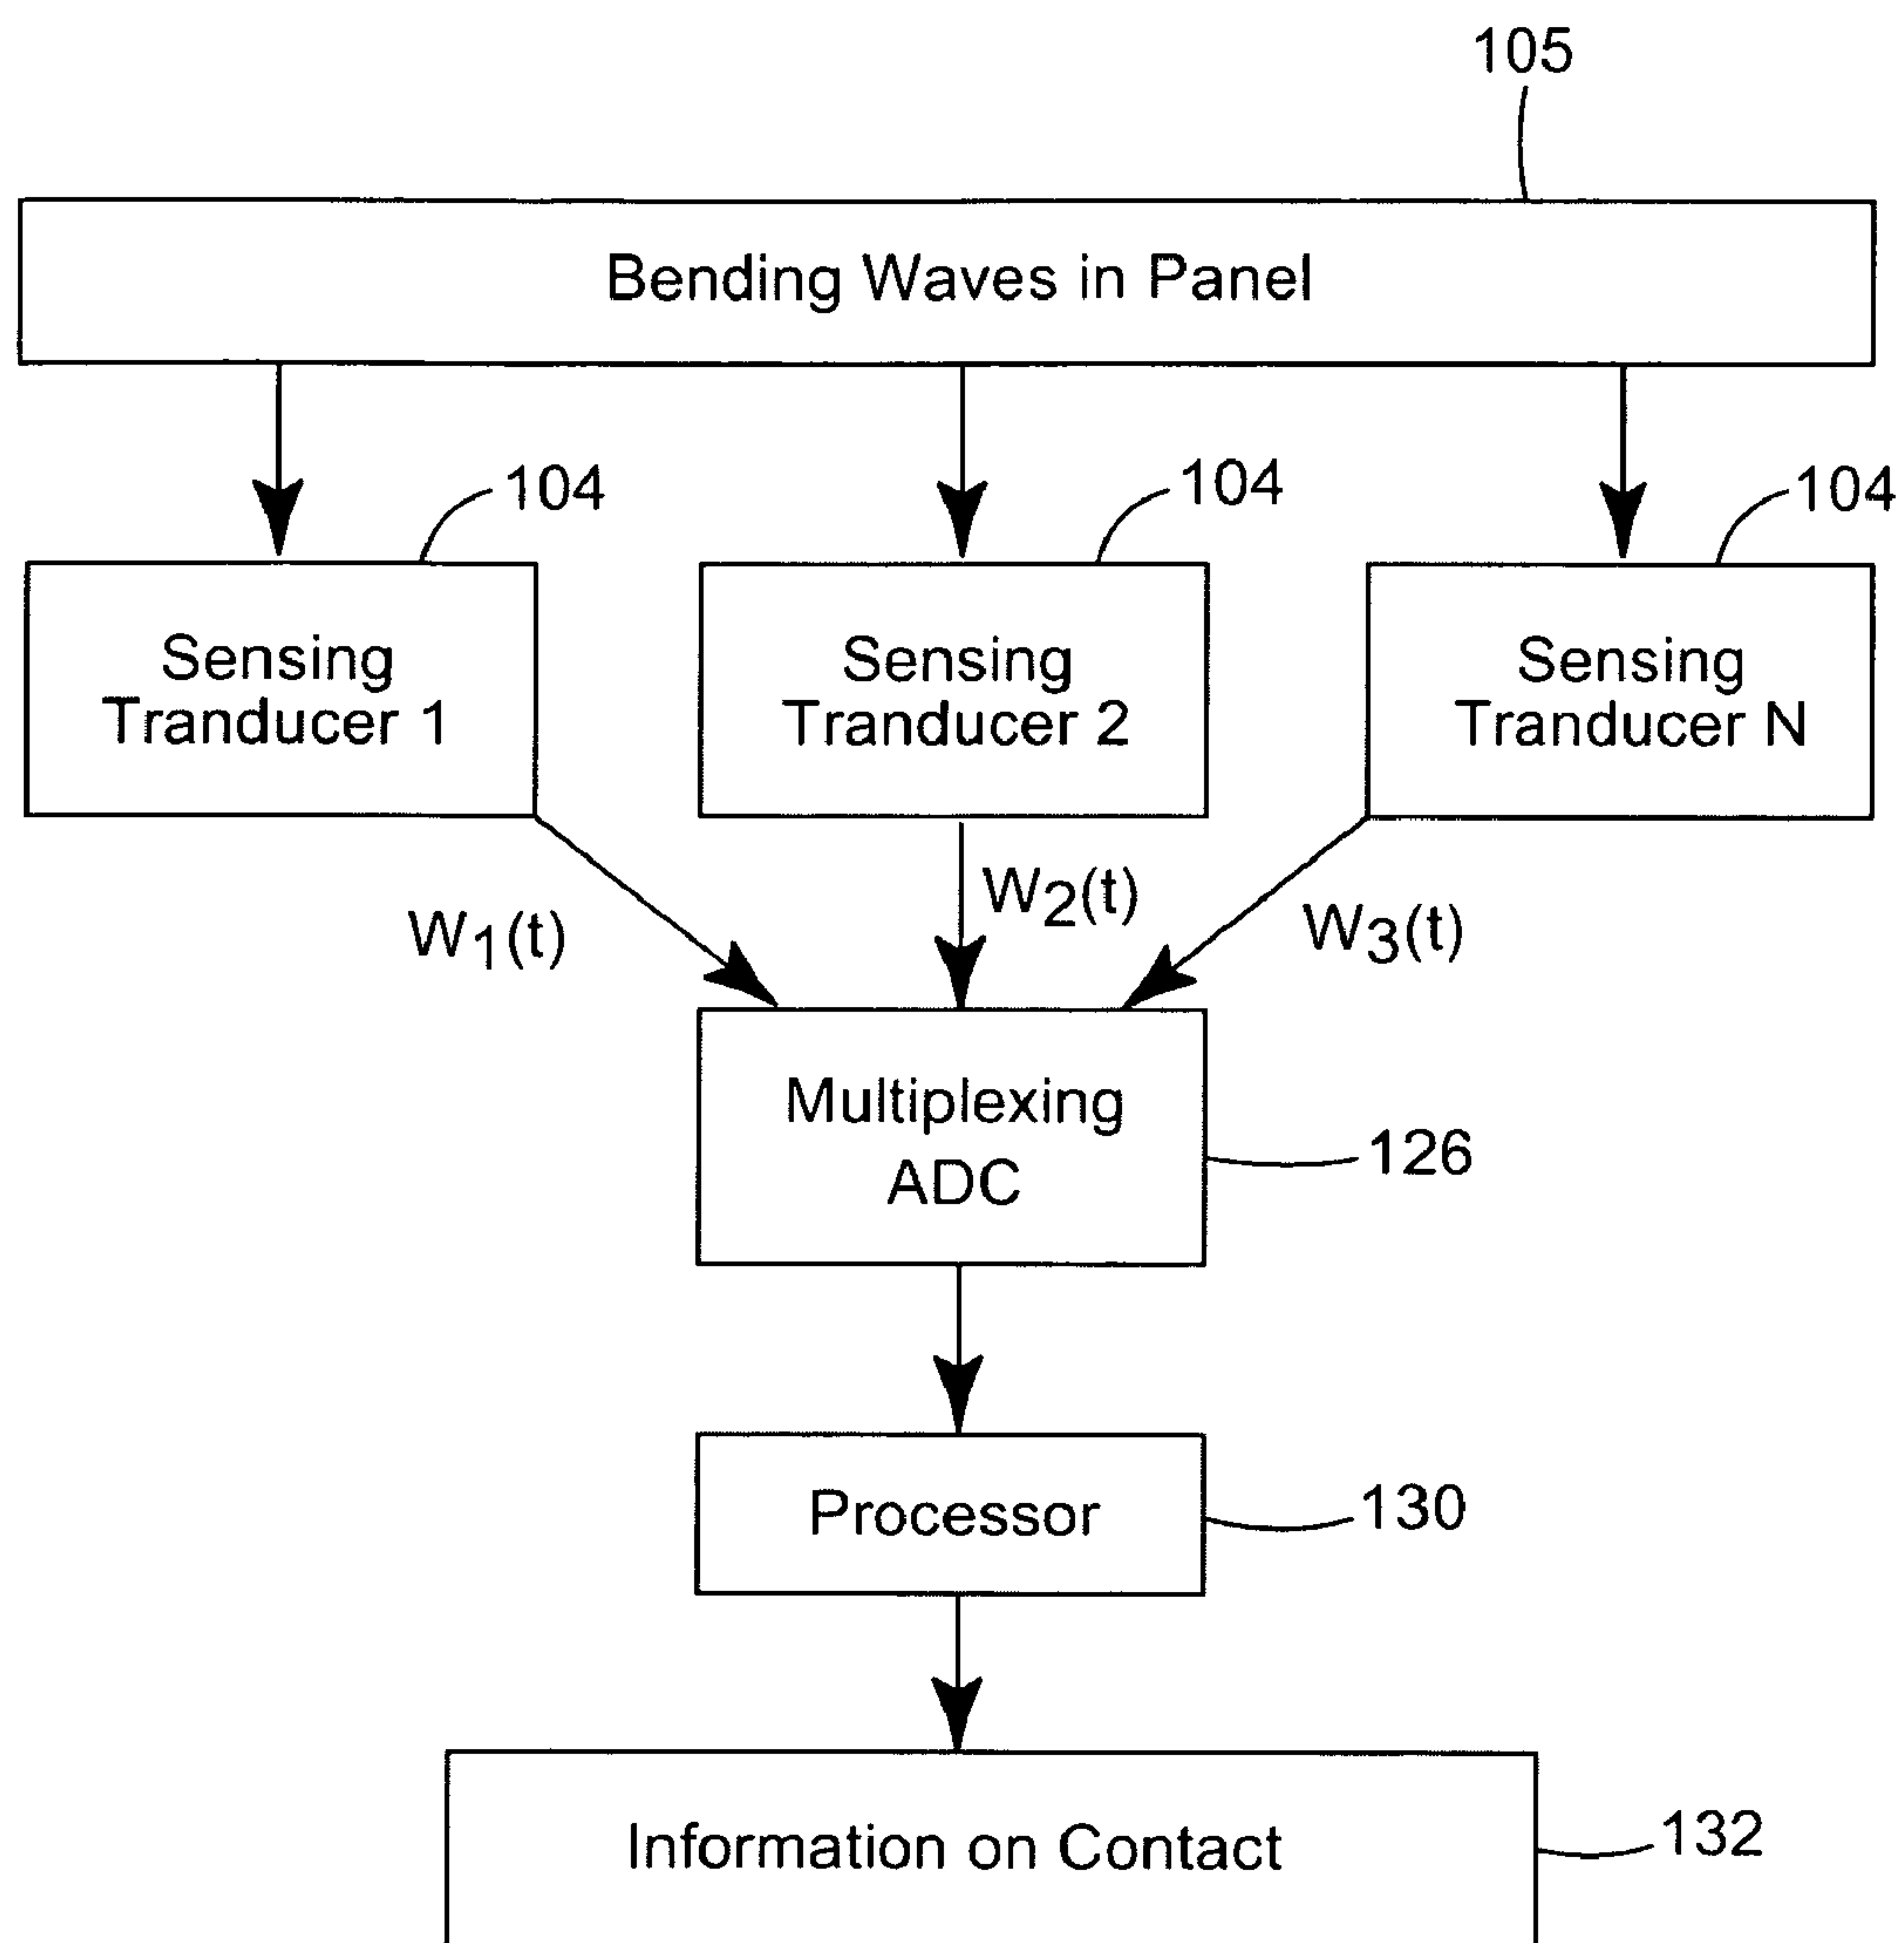 105
Bending Waves in Panel
104
104
104
Sensing
Tranducer 1
Sensing
Tranducer 2
Sensing
Tranducer N
W1(t)
W2(t)
W3(t)
Multiplexing
ADC
126
Processor
130
Information on Contact
132